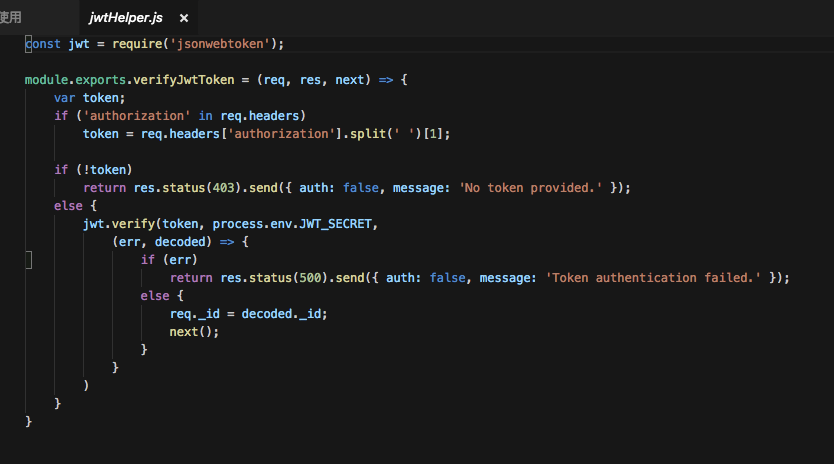 使用
jwtHelper.js ×
const jwt = require('jsonwebtoken');
module.exports.verifyJwtToken = (req, res, next) => {
    var token;
    if ('authorization' in req.headers)
        token = req.headers['authorization'].split(' ')[1];
    if (!token)
        return res.status(403).send({ auth: false, message: 'No token provided.' });
    else {
        jwt.verify(token, process.env.JWT_SECRET,
            (err, decoded) => {
                if (err)
                    return res.status(500).send({ auth: false, message: 'Token authentication failed.' });
                else {
                    req._id = decoded._id;
                    next();
                }
            }
        )
    }
}